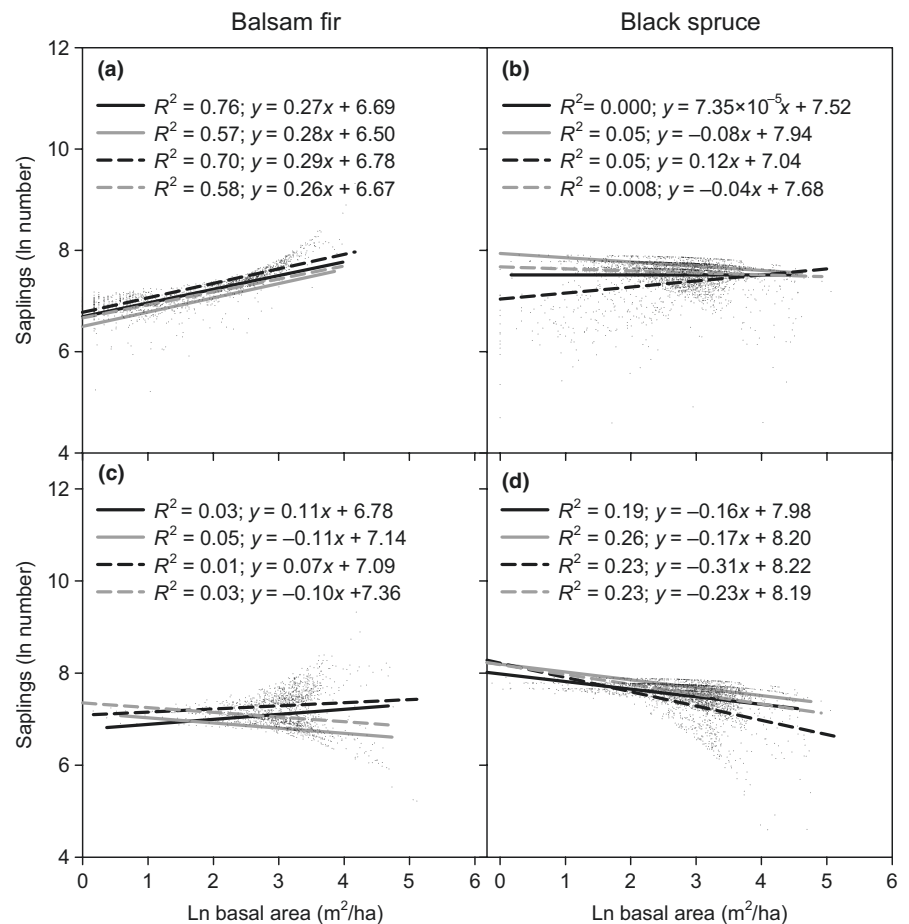 Balsam fir
Black spruce
12
10
8
6
4
Saplings (ln number)
(a)
R² = 0.76; y = 0.27x + 6.69
R² = 0.57; y = 0.28x + 6.50
R² = 0.70; y = 0.29x + 6.78
R² = 0.58; y = 0.26x + 6.67
(b)
R²= 0.000; y = 7.35×10⁻⁵x + 7.52
R² = 0.05; y = –0.08x + 7.94
R² = 0.05; y = 0.12x + 7.04
R² = 0.008; y = –0.04x + 7.68
12
10
8
6
4
Saplings (ln number)
(c)
R² = 0.03; y = 0.11x + 6.78
R² = 0.05; y = –0.11x + 7.14
R² = 0.01; y = 0.07x + 7.09
R² = 0.03; y = –0.10x +7.36
(d)
R² = 0.19; y = –0.16x + 7.98
R² = 0.26; y = –0.17x + 8.20
R² = 0.23; y = –0.31x + 8.22
R² = 0.23; y = –0.23x + 8.19
0 1 2 3 4 5 6
0 1 2 3 4 5 6
Ln basal area (m²/ha)
Ln basal area (m²/ha)